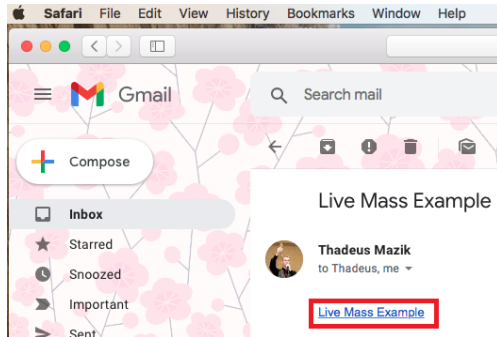 Safari File Edit View History Bookmarks Window Help
Gmail
Search mail
Compose
Live Mass Example
Inbox
Thadeus Mazik
Starred
to Thadeus, me
Snoozed
Important
Live Mass Example
Sent